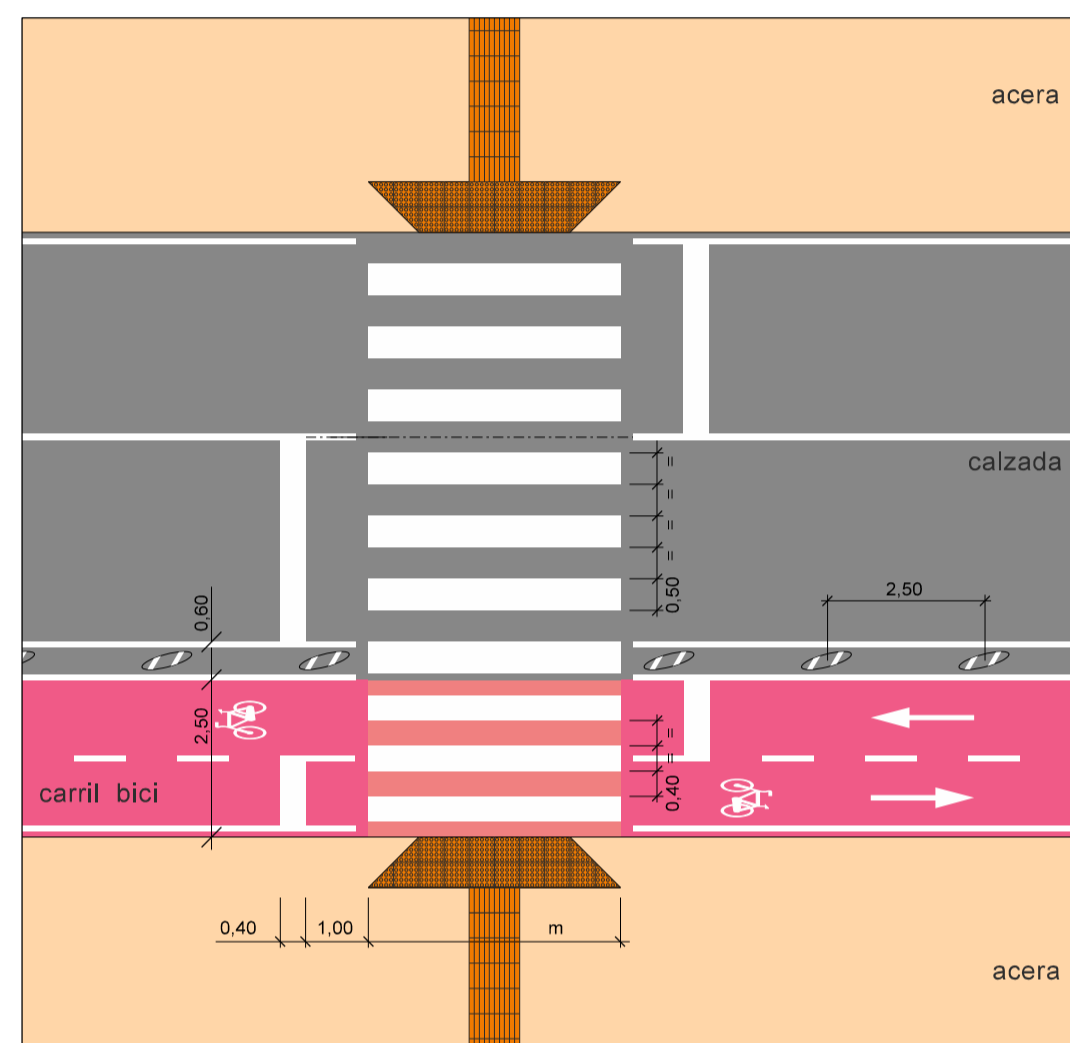 acera
calzada
=
=
=
=
0,50
0,60
2,50
2,50
=
=
0,40
carril bici
0,40
1,00
m
acera